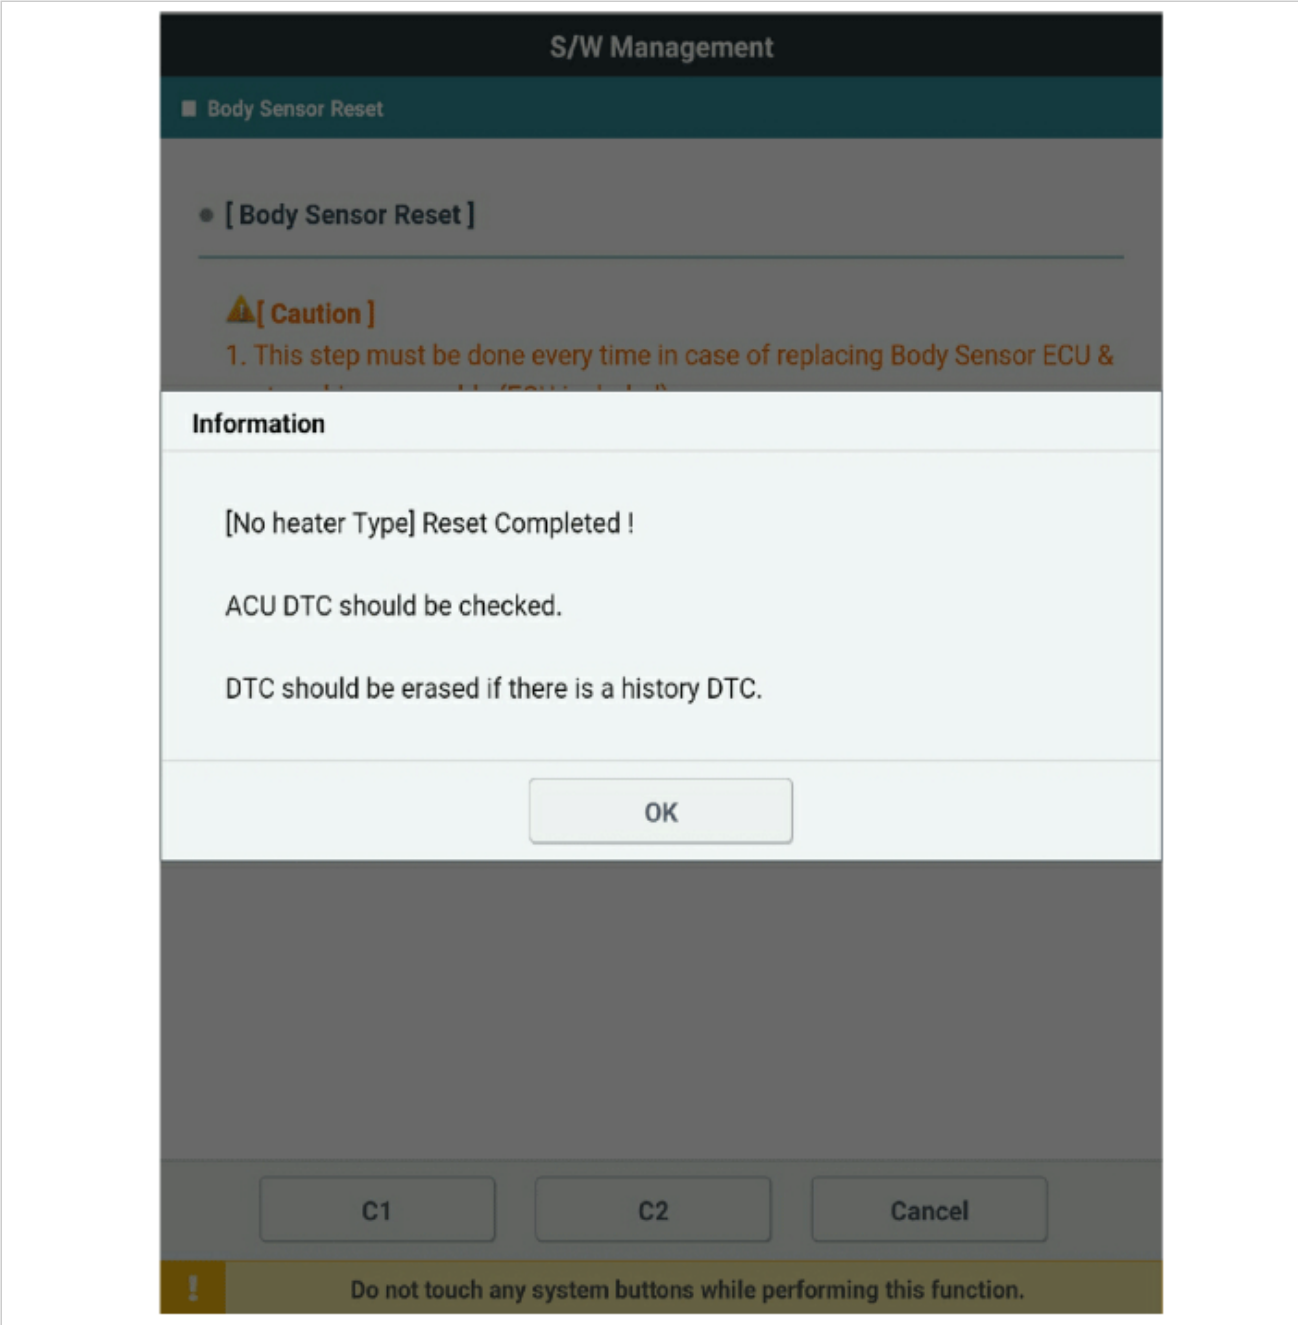 S/W Management
Body Sensor Reset
[ Body Sensor Reset ]
[ Caution ]
1. This step must be done every time in case of replacing Body Sensor ECU &
Information
[No heater Type] Reset Completed !
ACU DTC should be checked.
DTC should be erased if there is a history DTC.
OK
C1
C2
Cancel
! Do not touch any system buttons while performing this function.